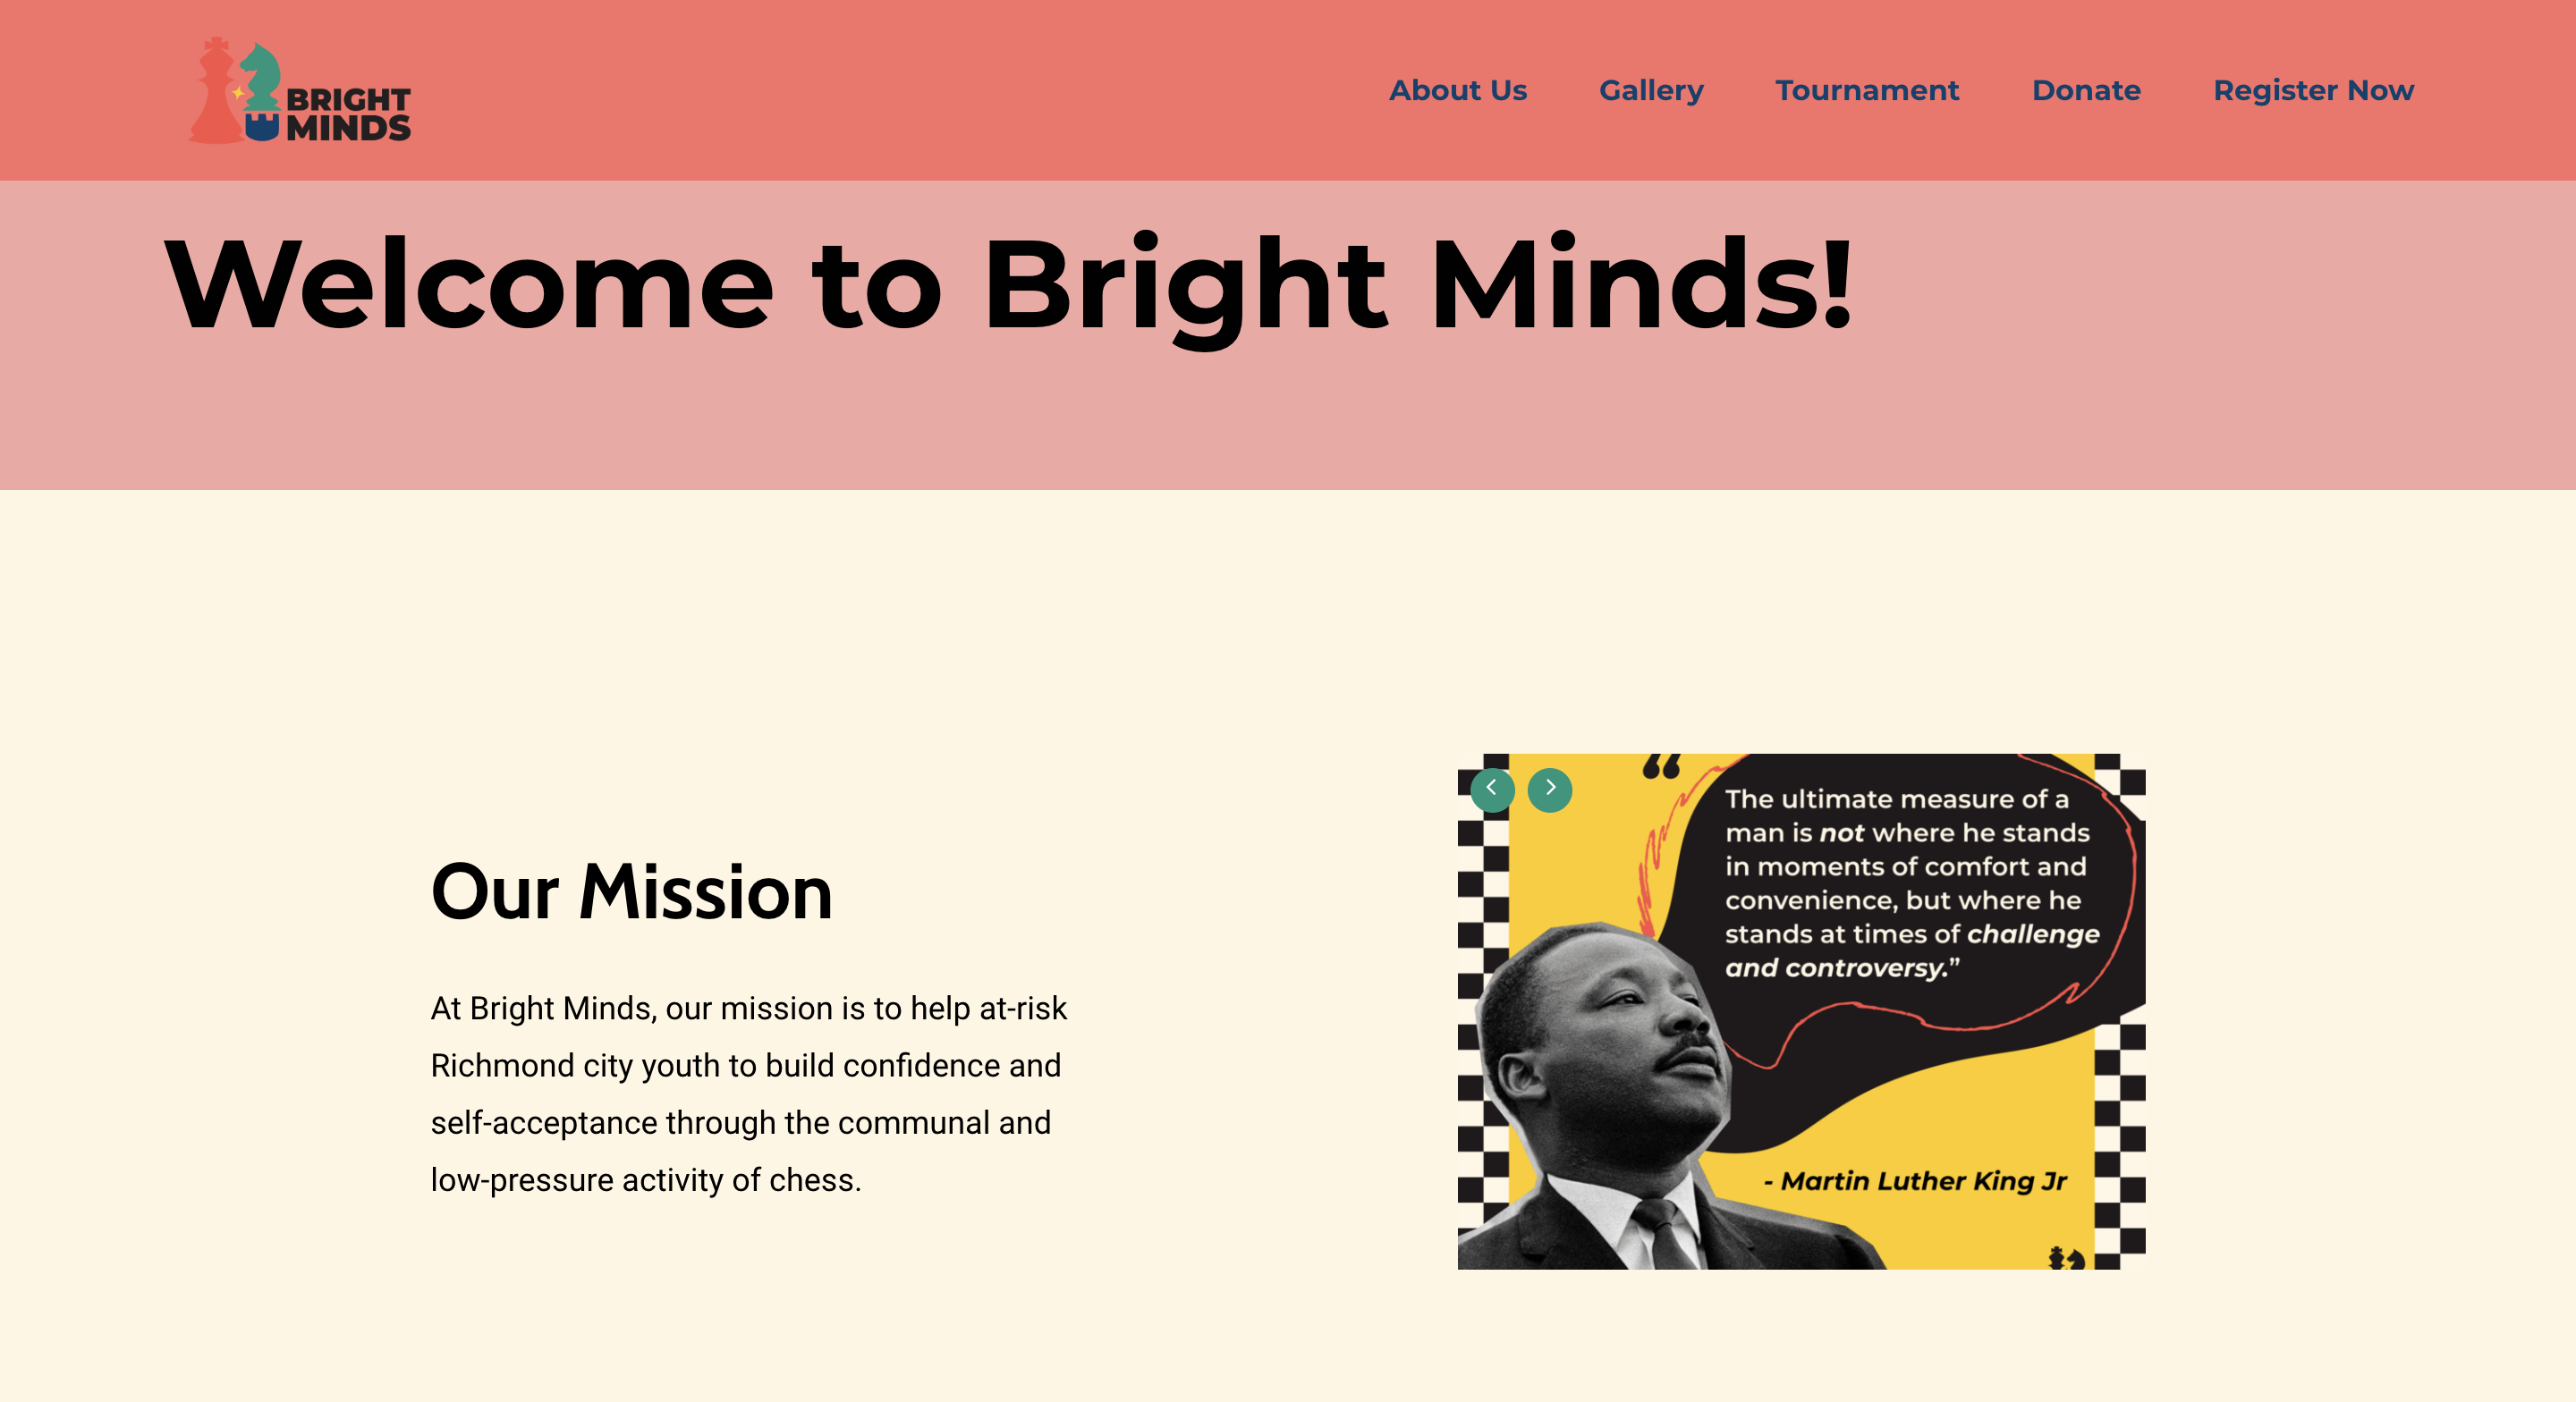 BRIGHT
MINDS
About Us
Gallery
Tournament
Donate
Register Now
Welcome to Bright Minds!
Our Mission
At Bright Minds, our mission is to help at-risk
Richmond city youth to build confidence and
self-acceptance through the communal and
low-pressure activity of chess.
“
The ultimate measure of a
man is not where he stands
in moments of comfort and
convenience, but where he
stands at times of challenge
and controversy.”
- Martin Luther King Jr